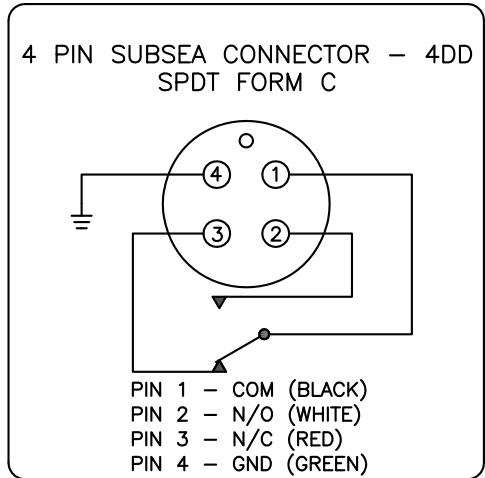 4 PIN SUBSEA CONNECTOR – 4DD
SPDT FORM C
4 1
3 2
PIN 1 – COM (BLACK)
PIN 2 – N/O (WHITE)
PIN 3 – N/C (RED)
PIN 4 – GND (GREEN)